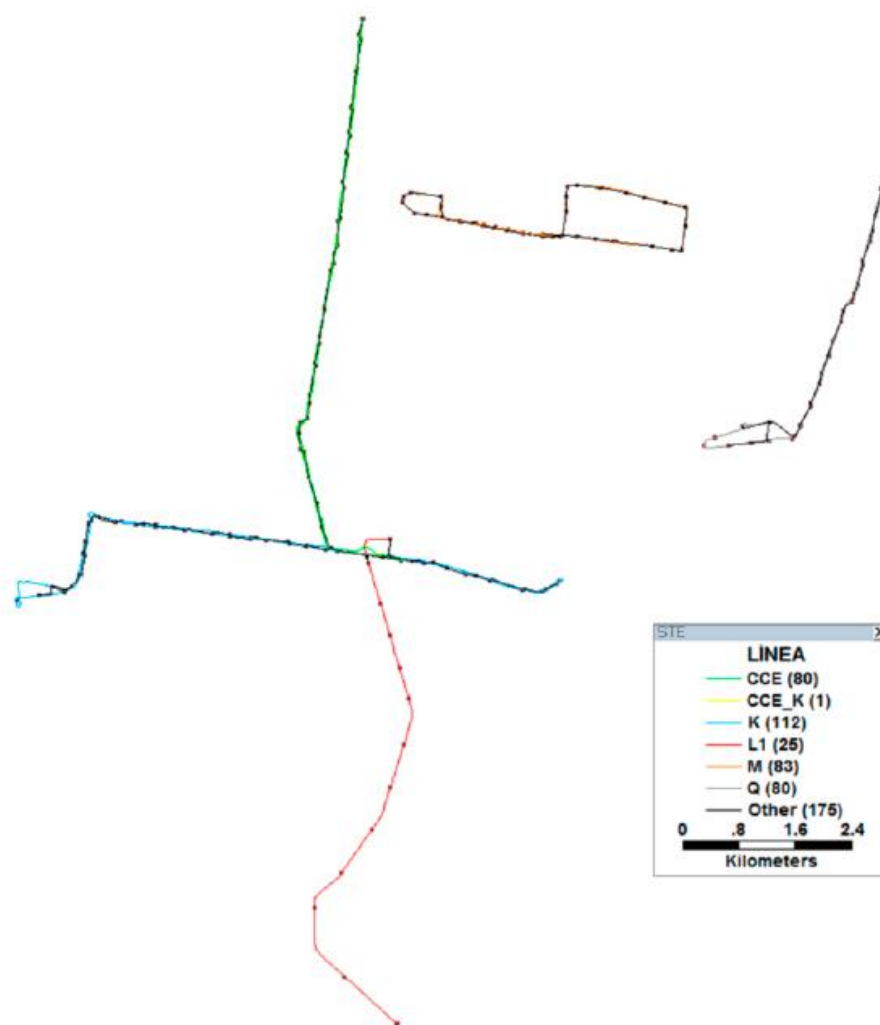 STE
LÍNEA
CCE (80)
CCE_K (1)
K (112)
L1 (25)
M (83)
Q (80)
Other (175)
0 .8 1.6 2.4
Kilometers